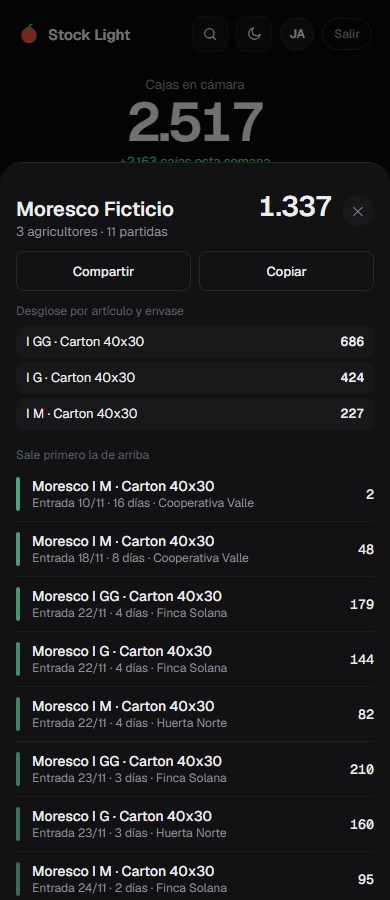 Stock Light
JA
Salir
Cajas en cámara
2.517
+2163 cajas esta semana
Moresco Ficticio
1.337
3 agricultores · 11 partidas
Compartir
Copiar
Desglose por artículo y envase
I GG · Carton 40x30
686
I G · Carton 40x30
424
I M · Carton 40x30
227
Sale primero la de arriba
Moresco I M · Carton 40x30
Entrada 10/11 · 16 días · Cooperativa Valle
2
Moresco I M · Carton 40x30
Entrada 18/11 · 8 días · Cooperativa Valle
48
Moresco I GG · Carton 40x30
Entrada 22/11 · 4 días · Finca Solana
179
Moresco I G · Carton 40x30
Entrada 22/11 · 4 días · Finca Solana
144
Moresco I M · Carton 40x30
Entrada 22/11 · 4 días · Huerta Norte
82
Moresco I GG · Carton 40x30
Entrada 23/11 · 3 días · Finca Solana
210
Moresco I G · Carton 40x30
Entrada 23/11 · 3 días · Huerta Norte
160
Moresco I M · Carton 40x30
Entrada 24/11 · 2 días · Finca Solana
95